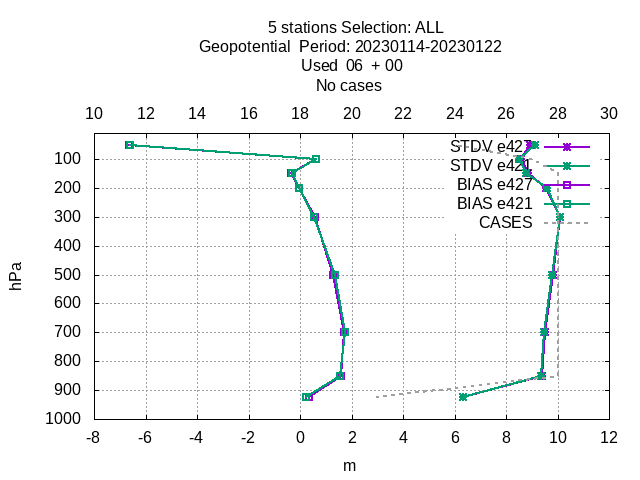 5 stations Selection: ALL
Geopotential  Period: 20230114-20230122
Used  06  + 00
No cases
10 12 14 16 18 20 22 24 26 28 30
STDV e427
100 STDV e421
BIAS e427
200
BIAS e421
300 CASES
400
hPa
500
600
700
800
900
1000
-8 -6 -4 -2 0 2 4 6 8 10 12
m